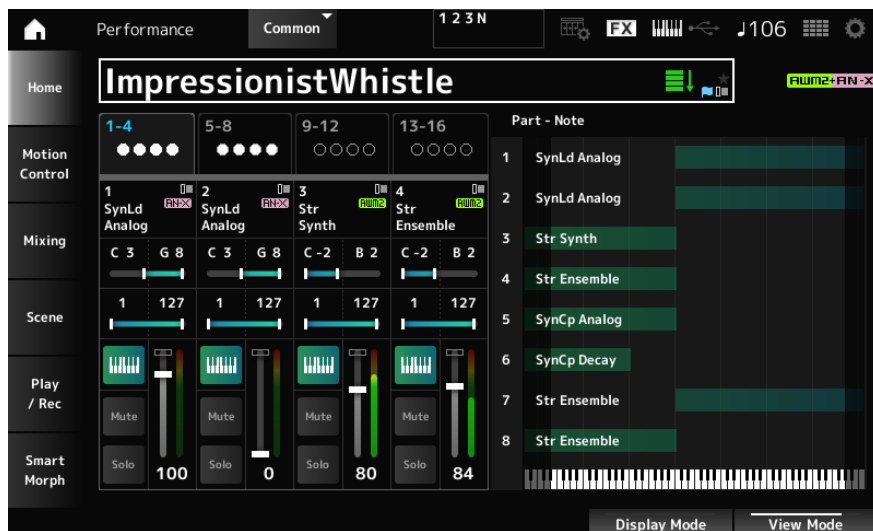 Performance
Common
1 2 3 N
FX
♩106
Home
ImpressionistWhistle
AWM2+AN-X
1-4
5-8
9-12
13-16
Part - Note
Motion
Control
1
SynLd
Analog
AN-X
2
SynLd
Analog
AN-X
3
Str
Synth
AWM2
4
Str
Ensemble
AWM2
C 3 G 8
C 3 G 8
C -2 B 2
C -2 B 2
1 127
1 127
1 127
1 127
Mixing
Scene
Play
/ Rec
Smart
Morph
Mute
Mute
Mute
Mute
Solo
Solo
Solo
Solo
100
0
80
84
1 SynLd Analog
2 SynLd Analog
3 Str Synth
4 Str Ensemble
5 SynCp Analog
6 SynCp Decay
7 Str Ensemble
8 Str Ensemble
Display Mode
View Mode